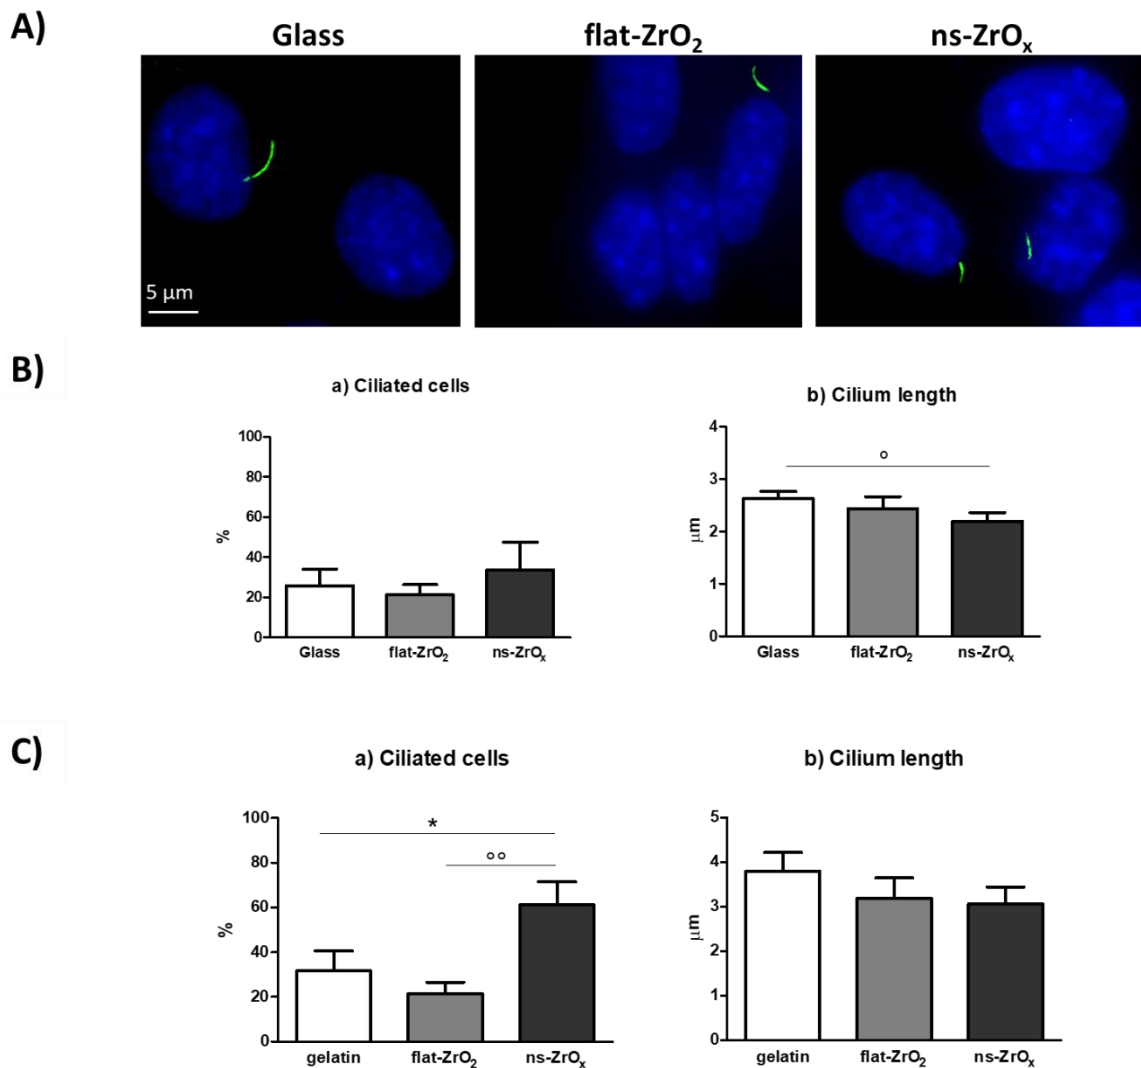 A)
Glass
flat-ZrO₂
ns-ZrOₓ
5 µm
B)
a) Ciliated cells
100
80
60
40
20
0
%
Glass
flat-ZrO₂
ns-ZrOₓ
b) Cilium length
4
3
2
1
0
µm
°
Glass
flat-ZrO₂
ns-ZrOₓ
C)
a) Ciliated cells
100
80
60
40
20
0
%
*
°°
gelatin
flat-ZrO₂
ns-ZrOₓ
b) Cilium length
5
4
3
2
1
0
µm
gelatin
flat-ZrO₂
ns-ZrOₓ